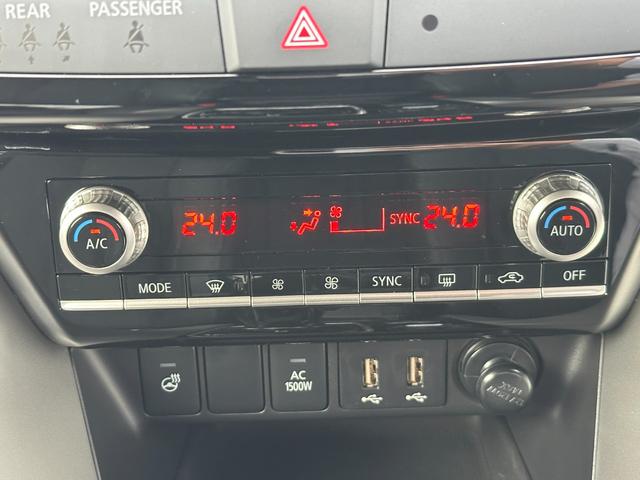 REAR PASSENGER
24.0 SYNC 24.0
A/C AUTO
MODE SYNC OFF
AC
1500W